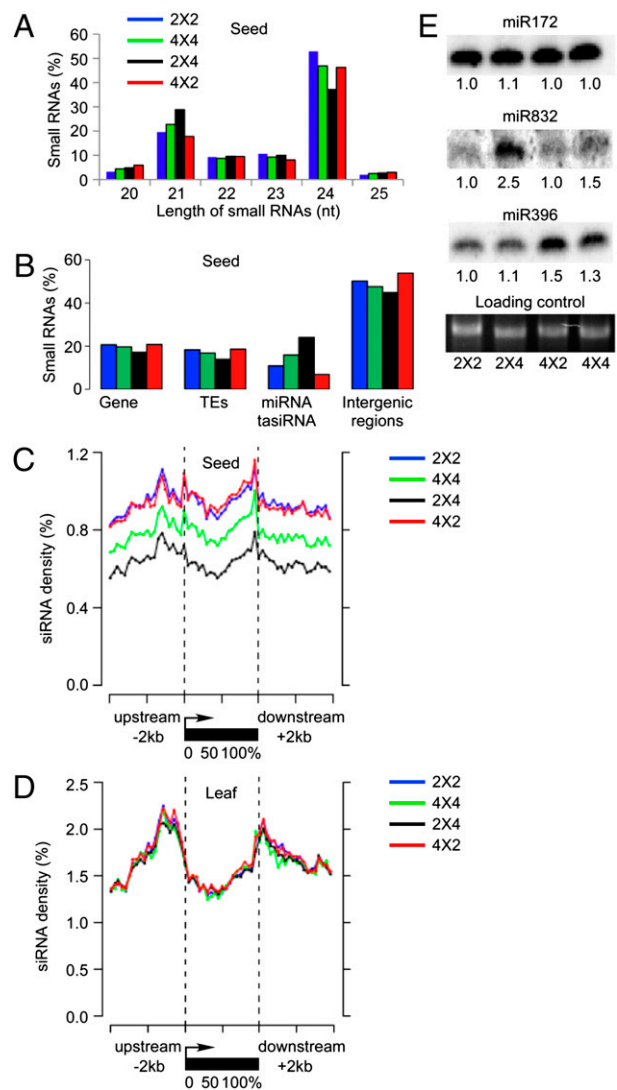 A
Seed
2X2
4X4
2X4
4X2
Small RNAs (%)
60
50
40
30
20
10
0
20 21 22 23 24 25
Length of small RNAs (nt)
B
Seed
Small RNAs (%)
60
40
20
0
Gene TEs miRNA tasiRNA Intergenic regions
C
Seed
siRNA density (%)
1.2
0.8
0.4
0.0
2X2
4X4
2X4
4X2
upstream downstream
-2kb +2kb
0 50 100%
D
Leaf
siRNA density (%)
2.5
2.0
1.5
1.0
0.5
0.0
2X2
4X4
2X4
4X2
upstream downstream
-2kb +2kb
0 50 100%
E
miR172
1.0 1.1 1.0 1.0
miR832
1.0 2.5 1.0 1.5
miR396
1.0 1.1 1.5 1.3
Loading control
2X2 2X4 4X2 4X4